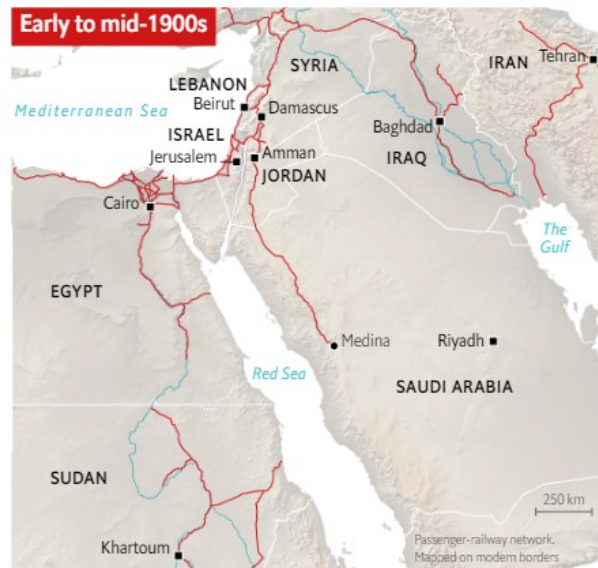 Early to mid-1900s
SYRIA
IRAN
Tehran
LEBANON
Beirut
Mediterranean Sea
Damascus
Baghdad
ISRAEL
Jerusalem
Amman
IRAQ
JORDAN
Cairo
The
Gulf
EGYPT
Medina
Riyadh
Red Sea
SAUDI ARABIA
SUDAN
250 km
Khartoum
Passenger-railway network.
Mapped on modern borders